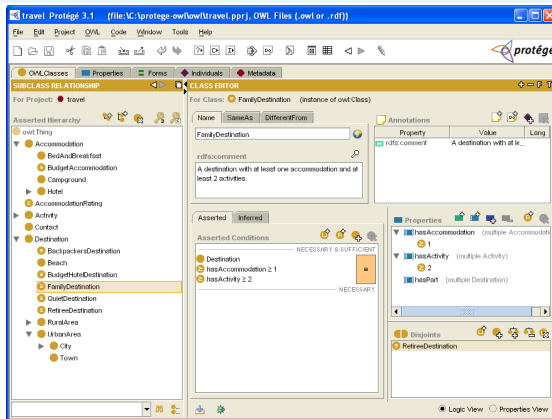 travel Protégé 3.1 (file:\C:\protege-owl\owl\travel.pprj, OWL Files (.owl or .rdf))
File Edit Project OWL Code Window Tools Help
protégé
OWLClasses Properties Forms Individuals Metadata
SUBCLASS RELATIONSHIP
CLASS EDITOR
For Project: travel
For Class: FamilyDestination (instance of owl:Class)
Asserted Hierarchy
owl:Thing
Accommodation
BedAndBreakfast
BudgetAccommodation
Campground
Hotel
AccommodationRating
Activity
Contact
Destination
BackpackersDestination
Beach
BudgetHotelDestination
FamilyDestination
QuietDestination
RetireeDestination
RuralArea
UrbanArea
City
Town
Name SameAs DifferentFrom
FamilyDestination
rdfs:comment
A destination with at least one accommodation and at
least 2 activities.
Annotations
Property Value Lang
rdfs:comment A destination with at le...
Asserted Inferred
Asserted Conditions
NECESSARY & SUFFICIENT
Destination
hasAccommodation ≥ 1
hasActivity ≥ 2
=
NECESSARY
Properties
hasAccommodation (multiple Accommodatio
1
hasActivity (multiple Activity)
2
hasPart (multiple Destination)
Disjoints
RetireeDestination
Logic View Properties View